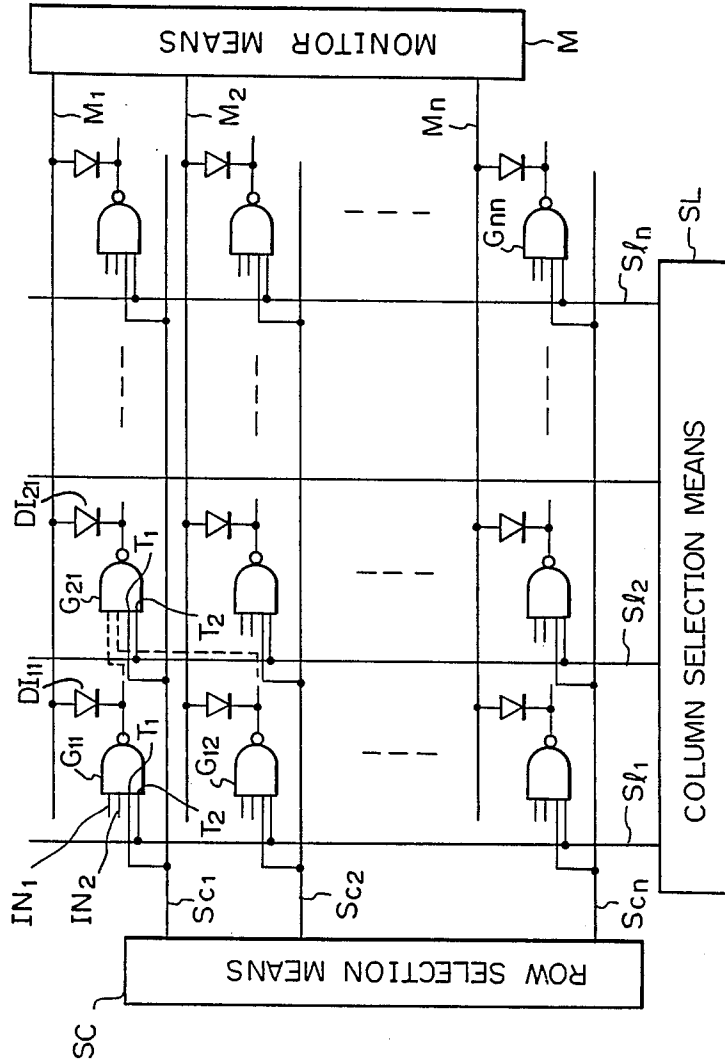 MONITOR MEANS
M
M1
M2
Mn
DI11
DI21
G11
G21
T1
T1
T2
T2
IN1
IN2
G12
Gnn
SC
ROW SELECTION MEANS
Sc1
Sc2
Scn
Sℓ1
Sℓ2
Sℓn
SL
COLUMN SELECTION MEANS